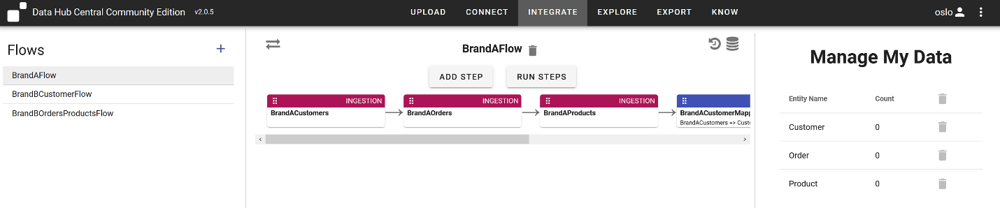 Data Hub Central Community Edition v2.0.5 UPLOAD CONNECT INTEGRATE EXPLORE EXPORT KNOW oslo
Flows +
BrandAFlow
BrandBCustomerFlow
BrandBOrdersProductsFlow
BrandAFlow
ADD STEP RUN STEPS
INGESTION
BrandACustomers
INGESTION
BrandAOrders
INGESTION
BrandAProducts
BrandACustomerMapp
BrandACustomers => Custo
Manage My Data
Entity Name Count
Customer 0
Order 0
Product 0